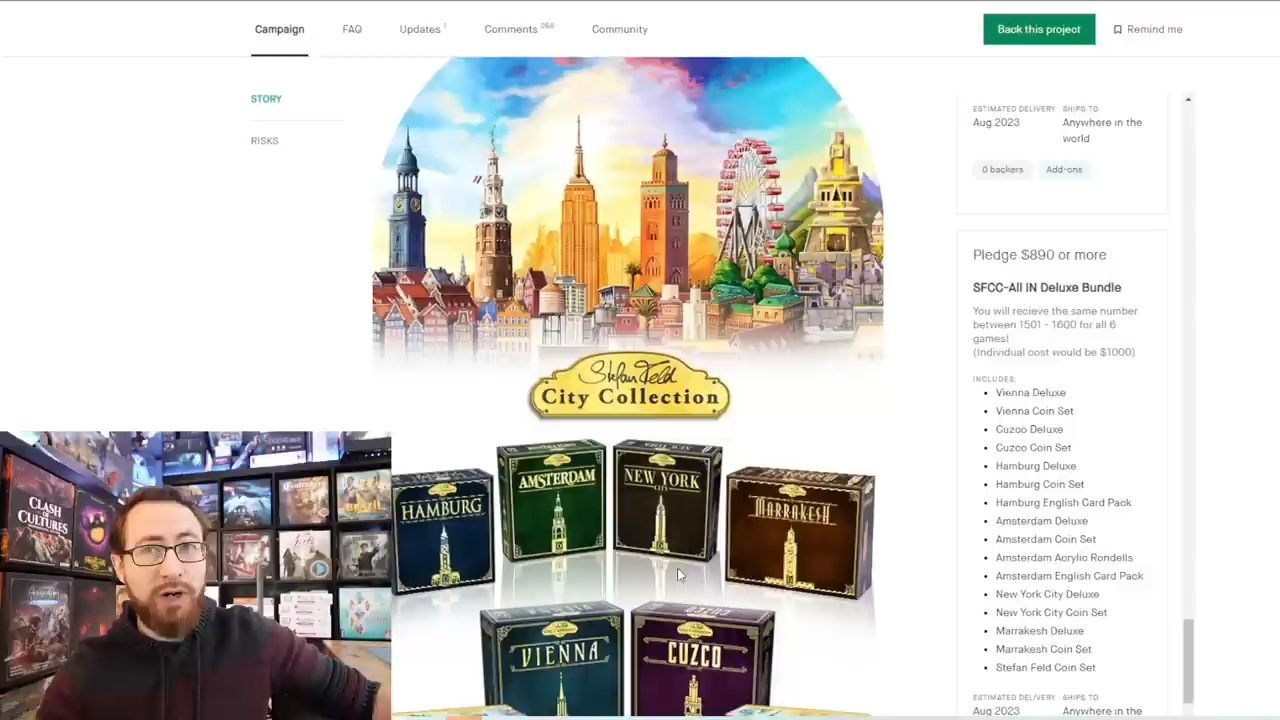 Campaign
FAQ
Updates 1
Comments 268
Community
Back this project
Remind me
STORY
RISKS
Stefan Feld
City Collection
HAMBURG
AMSTERDAM
NEW YORK
CITY
MARRAKESH
VIENNA
CUZCO
CLASH
OF
CULTURES
BRAZIL
ESTIMATED DELIVERY
Aug 2023
SHIPS TO
Anywhere in the
world
0 backers
Add-ons
Pledge $890 or more
SFCC-All IN Deluxe Bundle
You will recieve the same number
between 1501 - 1600 for all 6
games!
(Individual cost would be $1000)
INCLUDES:
Vienna Deluxe
Vienna Coin Set
Cuzco Deluxe
Cuzco Coin Set
Hamburg Deluxe
Hamburg Coin Set
Hamburg English Card Pack
Amsterdam Deluxe
Amsterdam Coin Set
Amsterdam Acrylic Rondells
Amsterdam English Card Pack
New York City Deluxe
New York City Coin Set
Marrakesh Deluxe
Marrakesh Coin Set
Stefan Feld Coin Set
ESTIMATED DELIVERY
Aug 2023
SHIPS TO
Anywhere in the